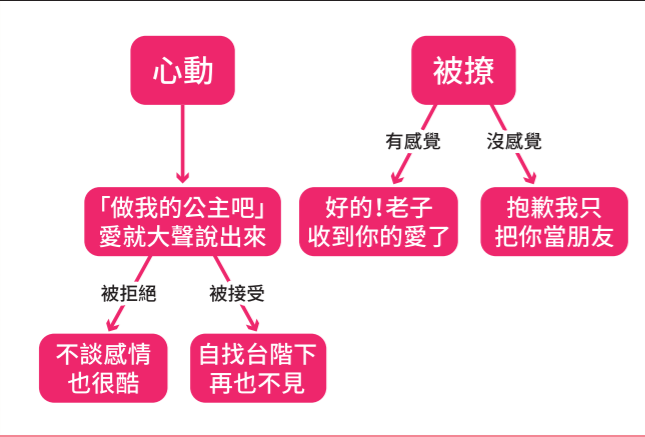 心動
被撩
有感覺
沒感覺
「做我的公主吧」
愛就大聲說出來
好的！老子
收到你的愛了
抱歉我只
把你當朋友
被拒絕
被接受
不談感情
也很酷
自找台階下
再也不見